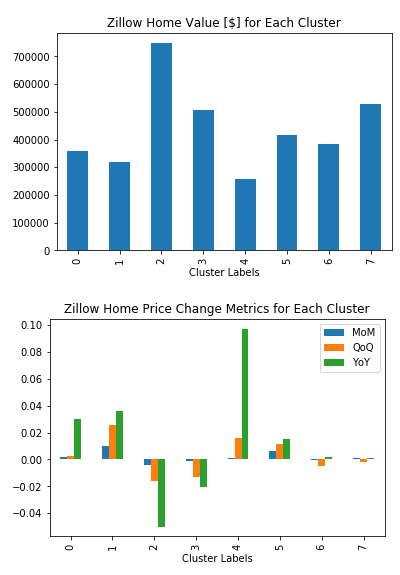 Zillow Home Value [$] for Each Cluster
700000
600000
500000
400000
300000
200000
100000
0
0 1 2 3 4 5 6 7
Cluster Labels
Zillow Home Price Change Metrics for Each Cluster
MoM
QoQ
YoY
0.10
0.08
0.06
0.04
0.02
0.00
−0.02
−0.04
0 1 2 3 4 5 6 7
Cluster Labels